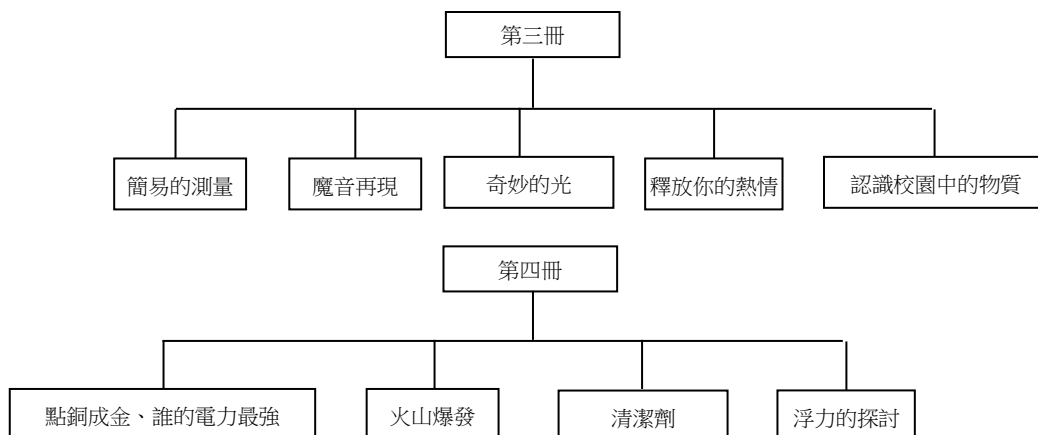 第三冊
簡易的測量
魔音再現
奇妙的光
釋放你的熱情
認識校園中的物質
第四冊
點銅成金、誰的電力最強
火山爆發
清潔劑
浮力的探討